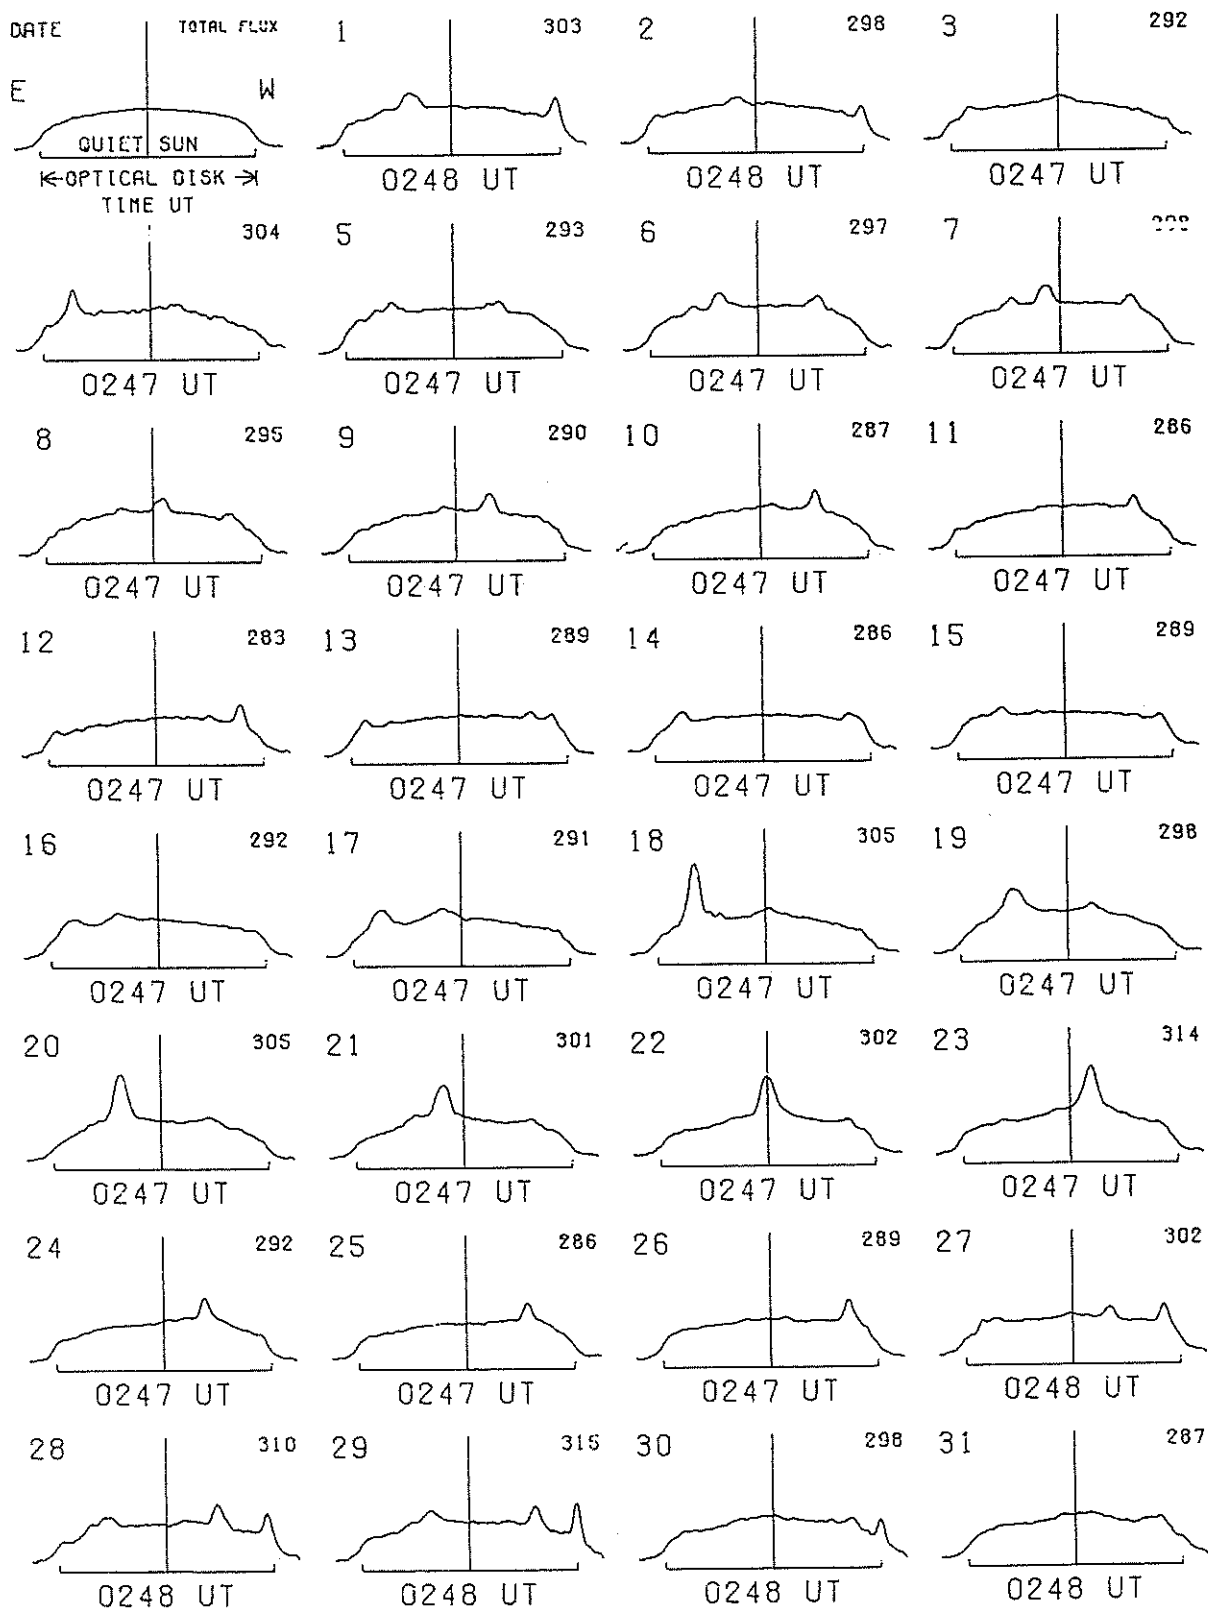 DATE TOTAL FLUX 1 303 2 298 3 292
E W
QUIET SUN
OPTICAL DISK 0248 UT 0248 UT 0247 UT
TIME UT
304 5 293 6 297 7
0247 UT 0247 UT 0247 UT 0247 UT
8 295 9 290 10 287 11 286
0247 UT 0247 UT 0247 UT 0247 UT
12 283 13 289 14 286 15 289
0247 UT 0247 UT 0247 UT 0247 UT
16 292 17 291 18 305 19 298
0247 UT 0247 UT 0247 UT 0247 UT
20 305 21 301 22 302 23 314
0247 UT 0247 UT 0247 UT 0247 UT
24 292 25 286 26 289 27 302
0247 UT 0247 UT 0247 UT 0248 UT
28 310 29 315 30 298 31 287
0248 UT 0248 UT 0248 UT 0248 UT